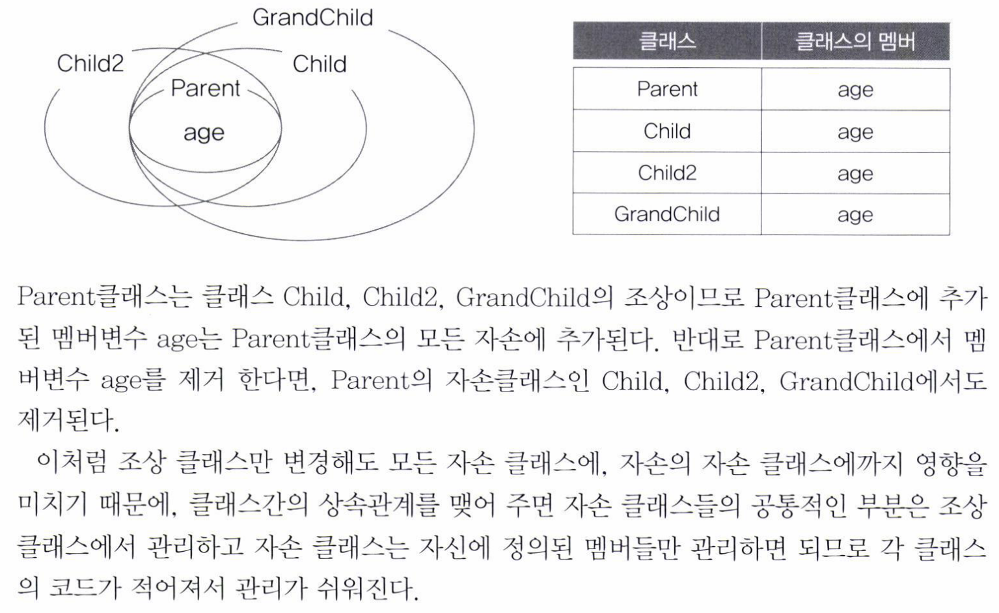 GrandChild
Child2
Child
Parent
age
클래스 클래스의 멤버
Parent age
Child age
Child2 age
GrandChild age
Parent클래스는 클래스 Child, Child2, GrandChild의 조상이므로 Parent클래스에 추가
된 멤버변수 age는 Parent클래스의 모든 자손에 추가된다. 반대로 Parent클래스에서 멤
버변수 age를 제거 한다면, Parent의 자손클래스인 Child, Child2, GrandChild에서도
제거된다.
이처럼 조상 클래스만 변경해도 모든 자손 클래스에, 자손의 자손 클래스에까지 영향을
미치기 때문에, 클래스간의 상속관계를 맺어 주면 자손 클래스들의 공통적인 부분은 조상
클래스에서 관리하고 자손 클래스는 자신에 정의된 멤버들만 관리하면 되므로 각 클래스
의 코드가 적어져서 관리가 쉬워진다.